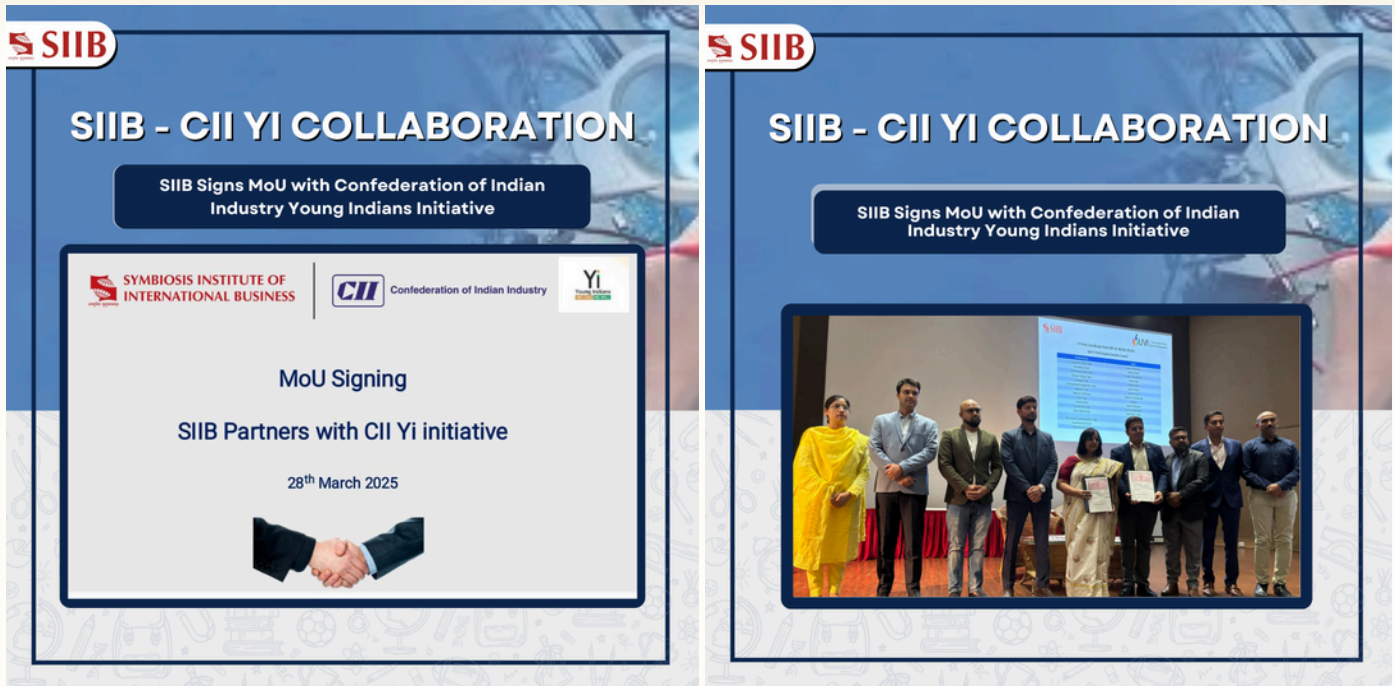 SIIB
SIIB - CII YI COLLABORATION
SIIB Signs MoU with Confederation of Indian
Industry Young Indians Initiative
SYMBIOSIS INSTITUTE OF
INTERNATIONAL BUSINESS
CII
Confederation of Indian Industry
Yi
Young Indians
MoU Signing
SIIB Partners with CII Yi initiative
28th March 2025
SIIB
SIIB - CII YI COLLABORATION
SIIB Signs MoU with Confederation of Indian
Industry Young Indians Initiative
SIIB